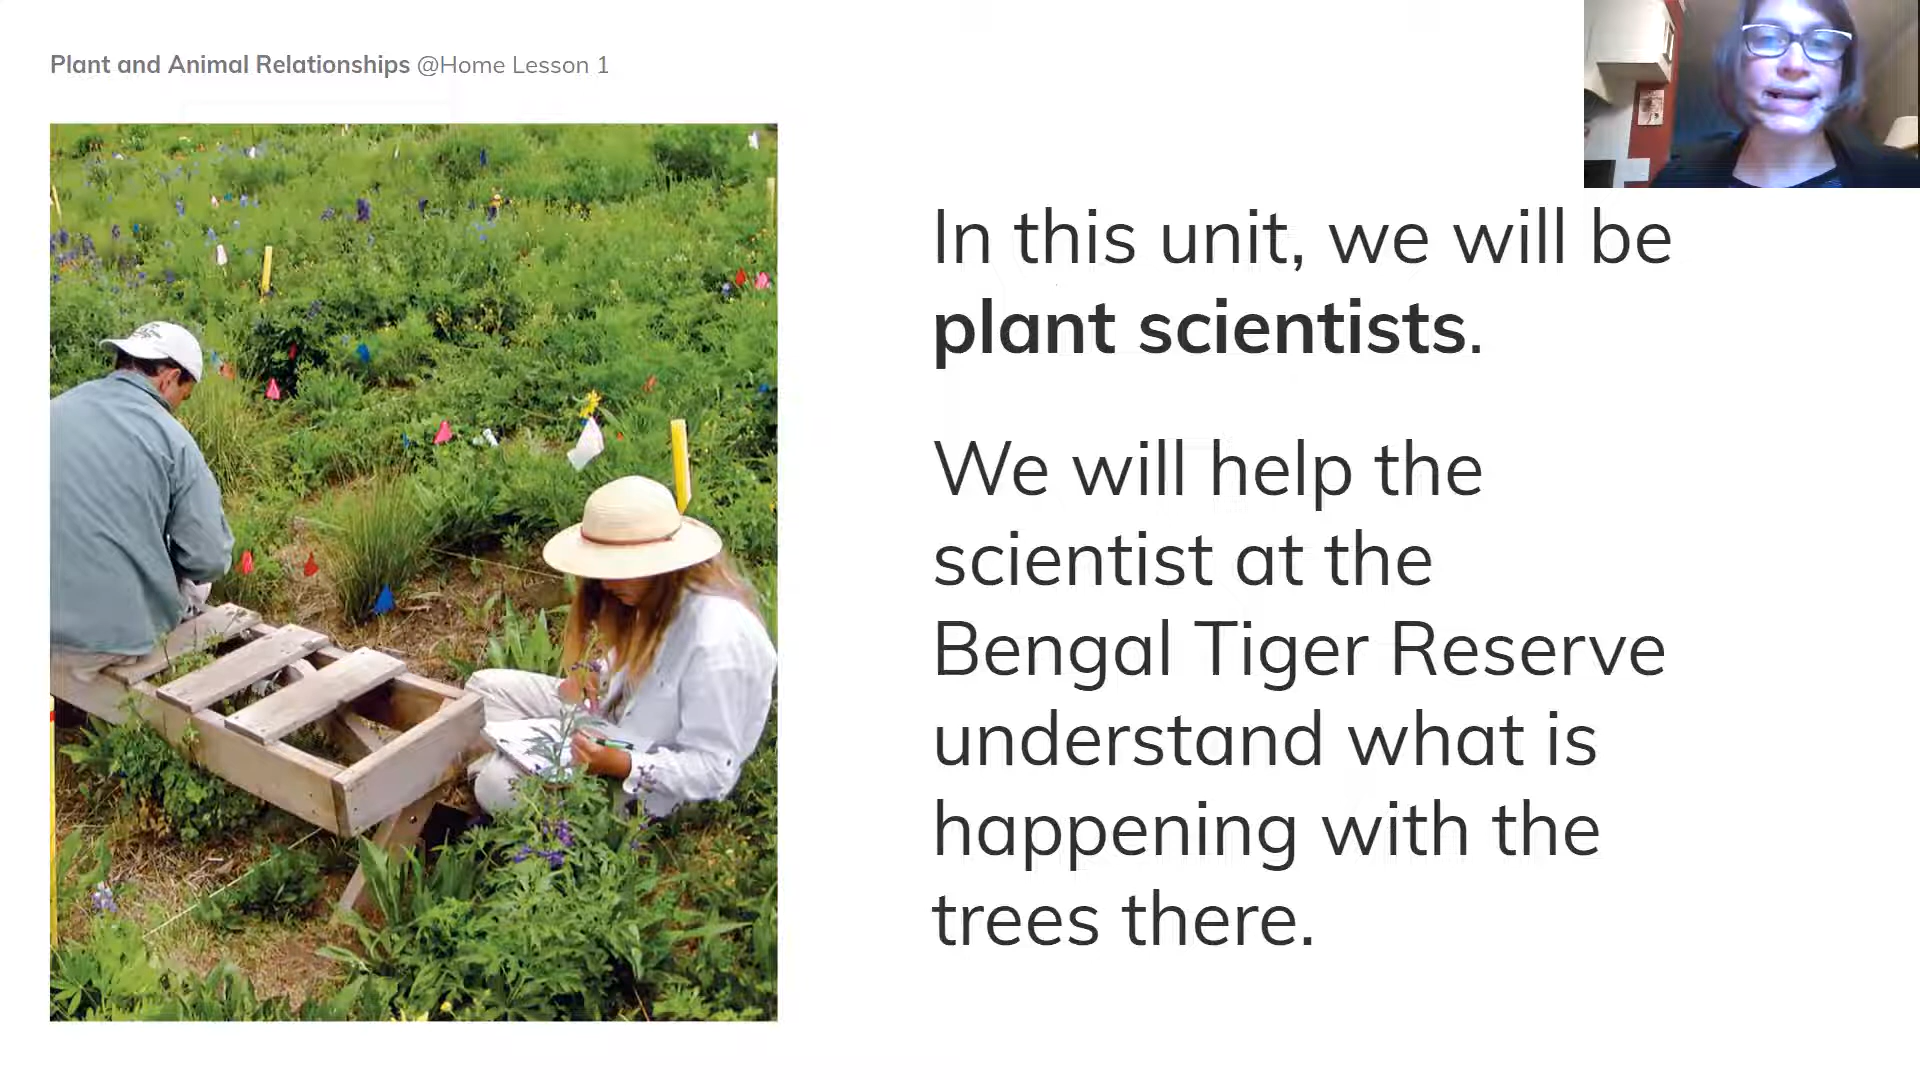 Plant and Animal Relationships @Home Lesson 1
In this unit, we will be
plant scientists.
We will help the
scientist at the
Bengal Tiger Reserve
understand what is
happening with the
trees there.